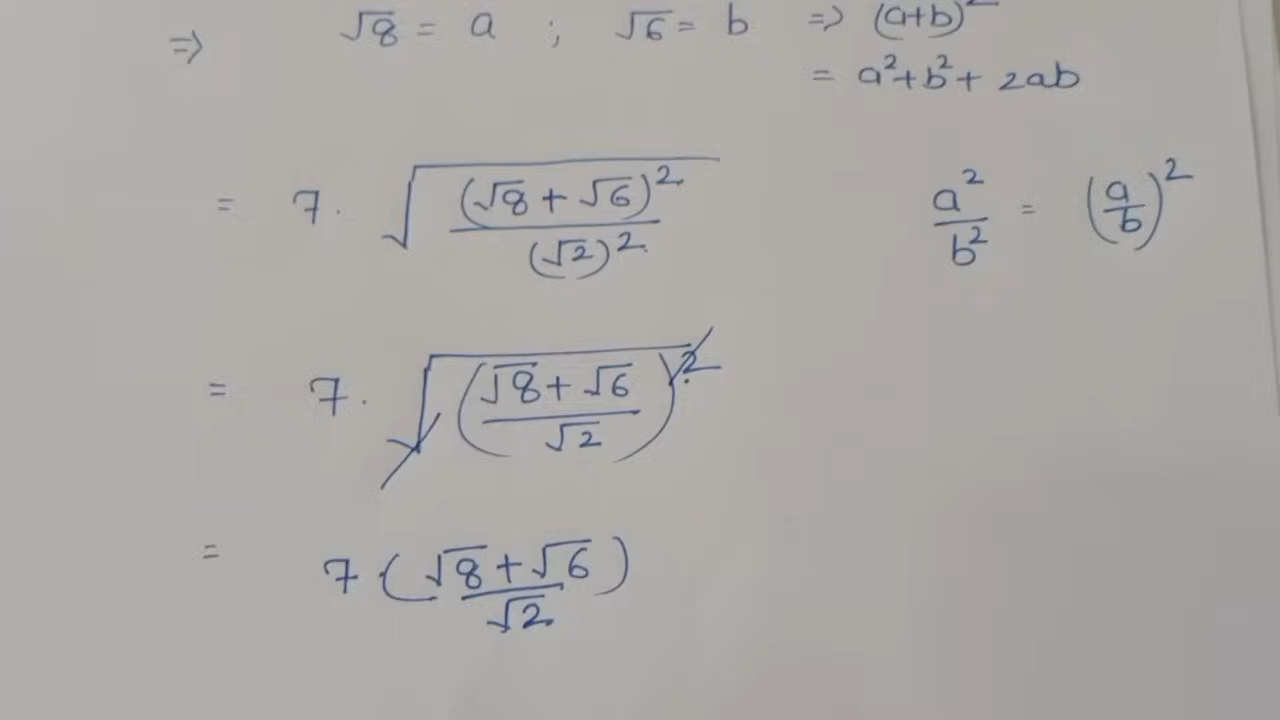 ⇒ √8 = a ; √6 = b ⇒ (a+b)²
= a²+b²+ 2ab
= 7. √((√8 + √6)² / (√2)²) a²/b² = (a/b)²
= 7. √((√8 + √6) / √2)²
= 7 ((√8 + √6) / √2)